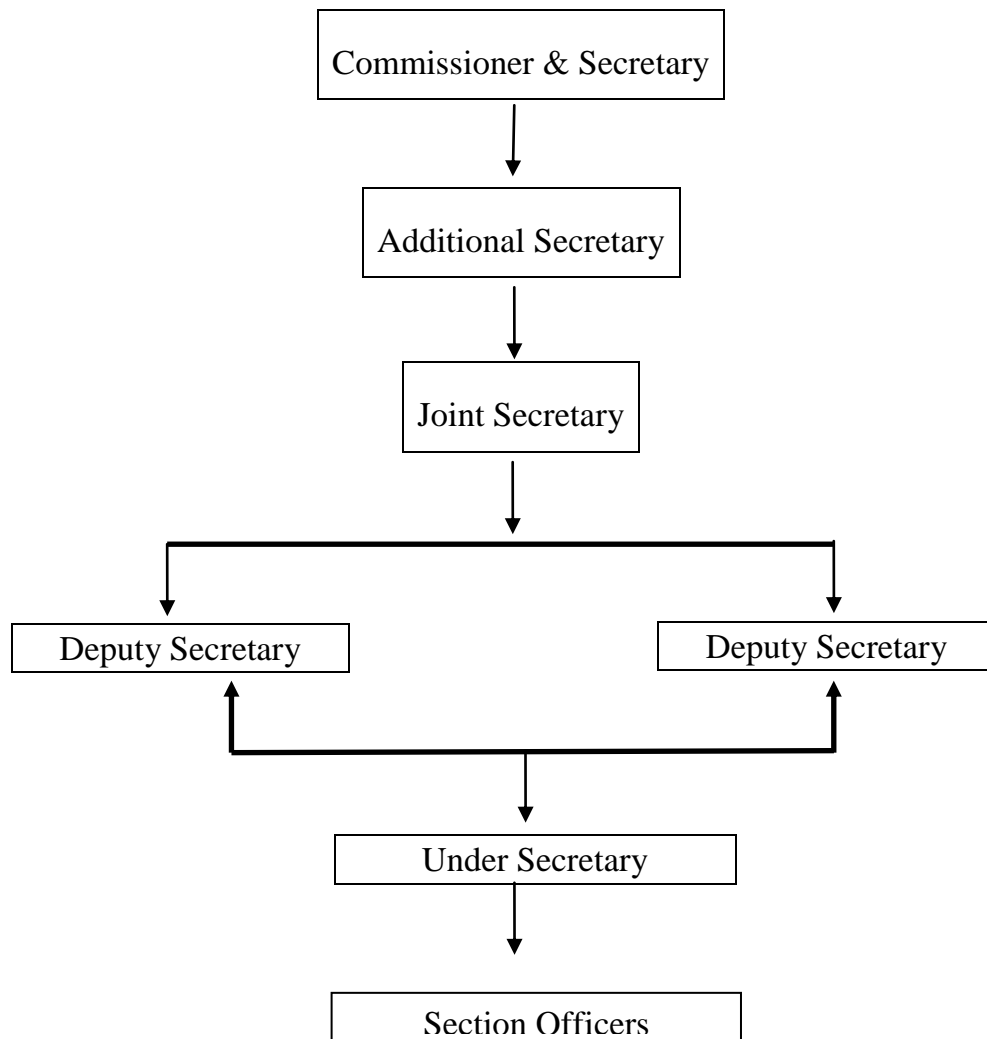 Commissioner & Secretary
Additional Secretary
Joint Secretary
Deputy Secretary
Deputy Secretary
Under Secretary
Section Officers